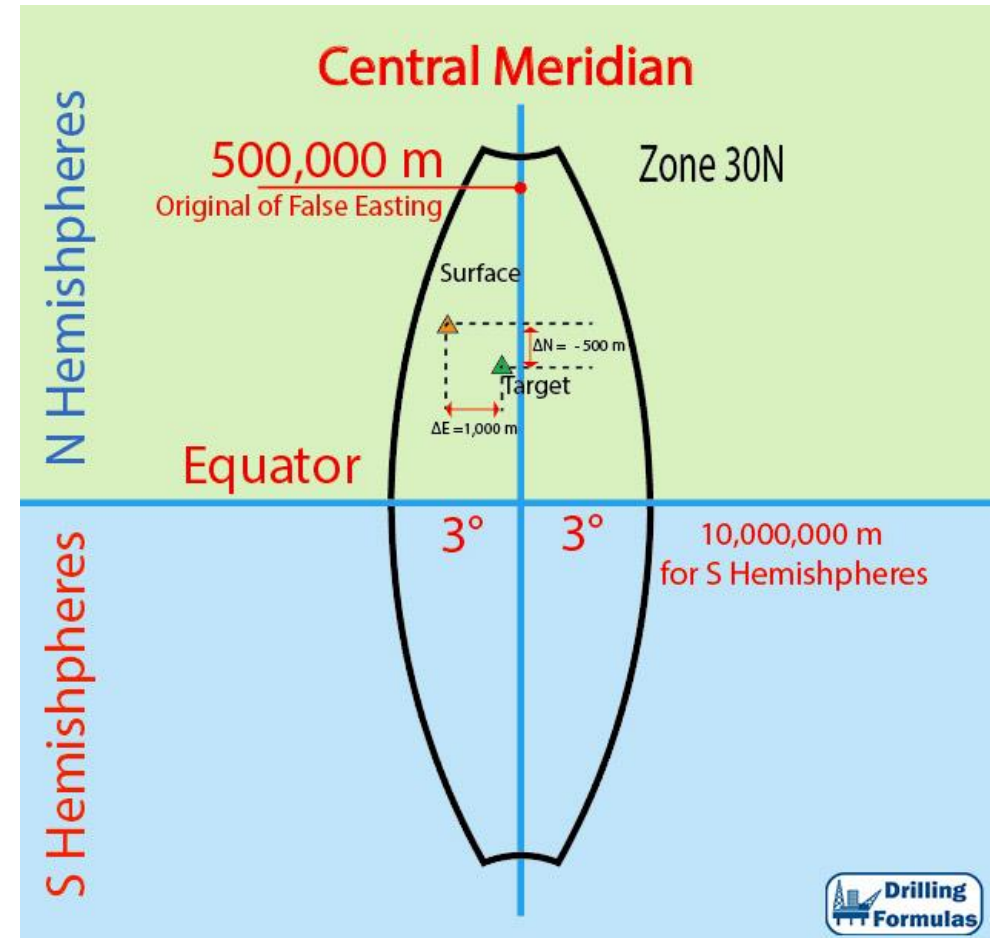 Central Meridian
N Hemishpheres
500,000 m
Original of False Easting
Zone 30N
Surface
ΔN = - 500 m
Target
ΔE =1,000 m
Equator
3°
3°
10,000,000 m
for S Hemishpheres
S Hemishpheres
Drilling
Formulas